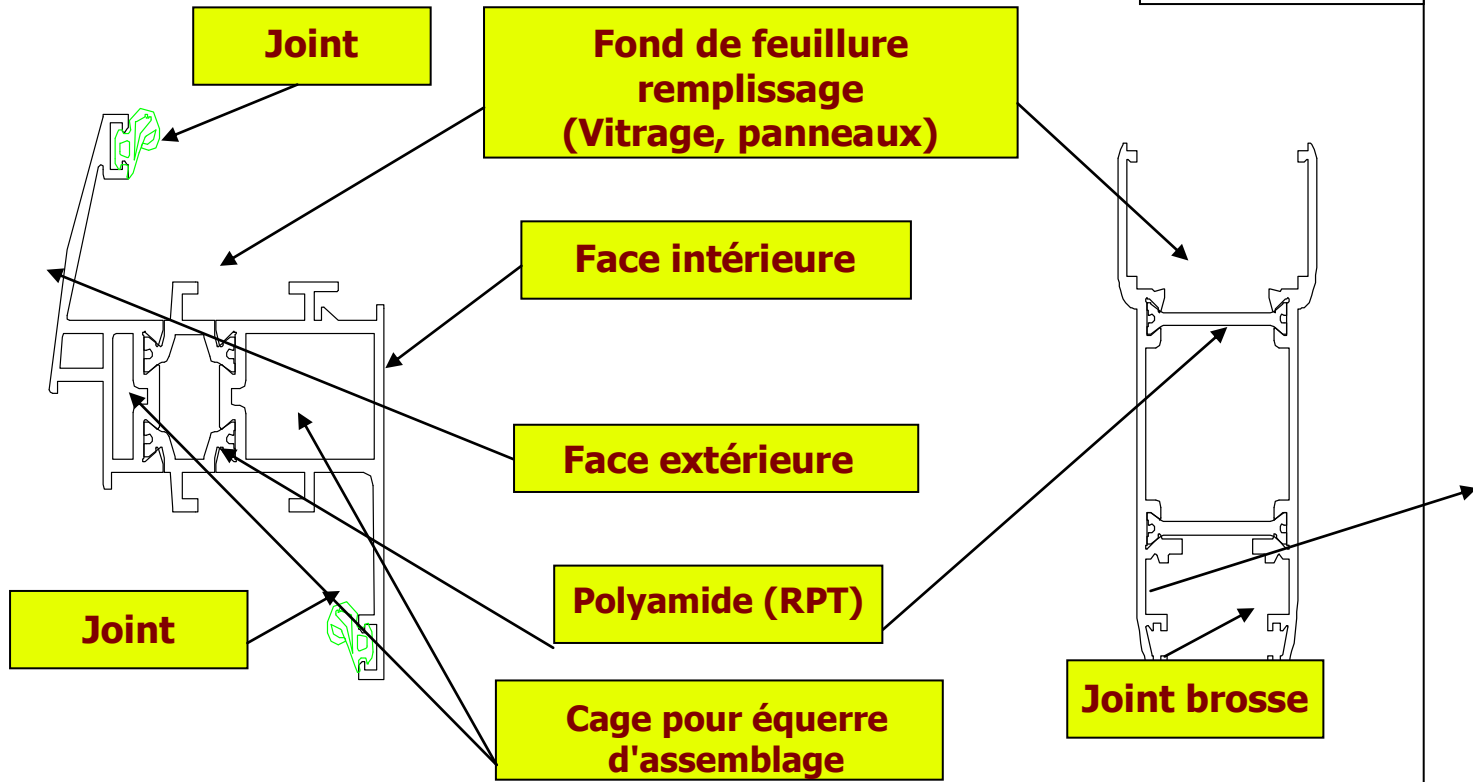 Joint
Fond de feuillure
remplissage
(Vitrage, panneaux)
Face intérieure
Face extérieure
Polyamide (RPT)
Joint
Joint brosse
Cage pour équerre
d'assemblage